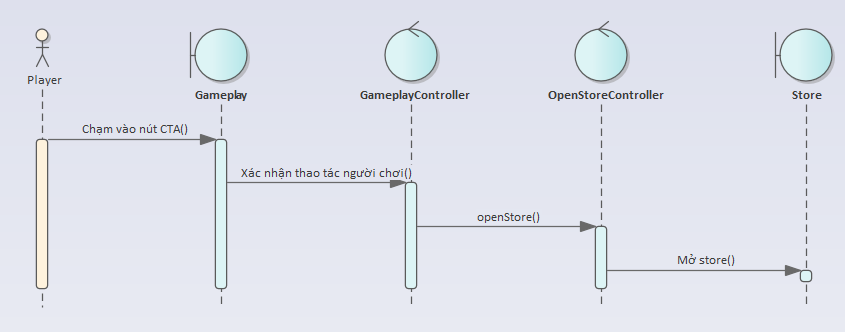 Player
Gameplay
GameplayController
OpenStoreController
Store
Chạm vào nút CTA()
Xác nhận thao tác người chơi()
openStore()
Mở store()